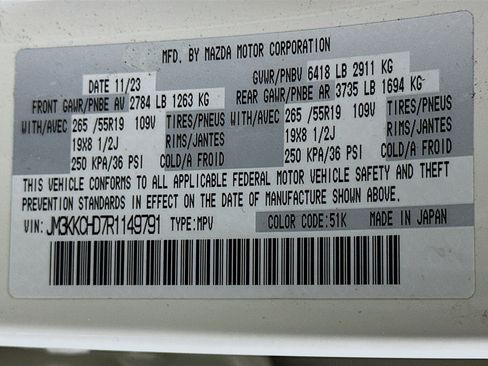 MFD. BY MAZDA MOTOR CORPORATION
DATE 11/23 GVWR/PNBV 6418 LB 2911 KG
FRONT GAWR/PNBE AV 2784 LB 1263 KG REAR GAWR/PNBE AR 3735 LB 1694 KG
WITH/AVEC 265 /55R19 109V TIRES/PNEUS WITH/AVEC 265 /55R19 109V TIRES/PNEUS
19X8 1/2J RIMS/JANTES 19X8 1/2J RIMS/JANTES
250 KPA/36 PSI COLD/A FROID 250 KPA/36 PSI COLD/A FROID
THIS VEHICLE CONFORMS TO ALL APPLICABLE FEDERAL MOTOR VEHICLE SAFETY AND THEFT
PREVENTION STANDARDS IN EFFECT ON THE DATE OF MANUFACTURE SHOWN ABOVE.
VIN: JM3KKCHD7R1149791 TYPE: MPV COLOR CODE: 51K MADE IN JAPAN